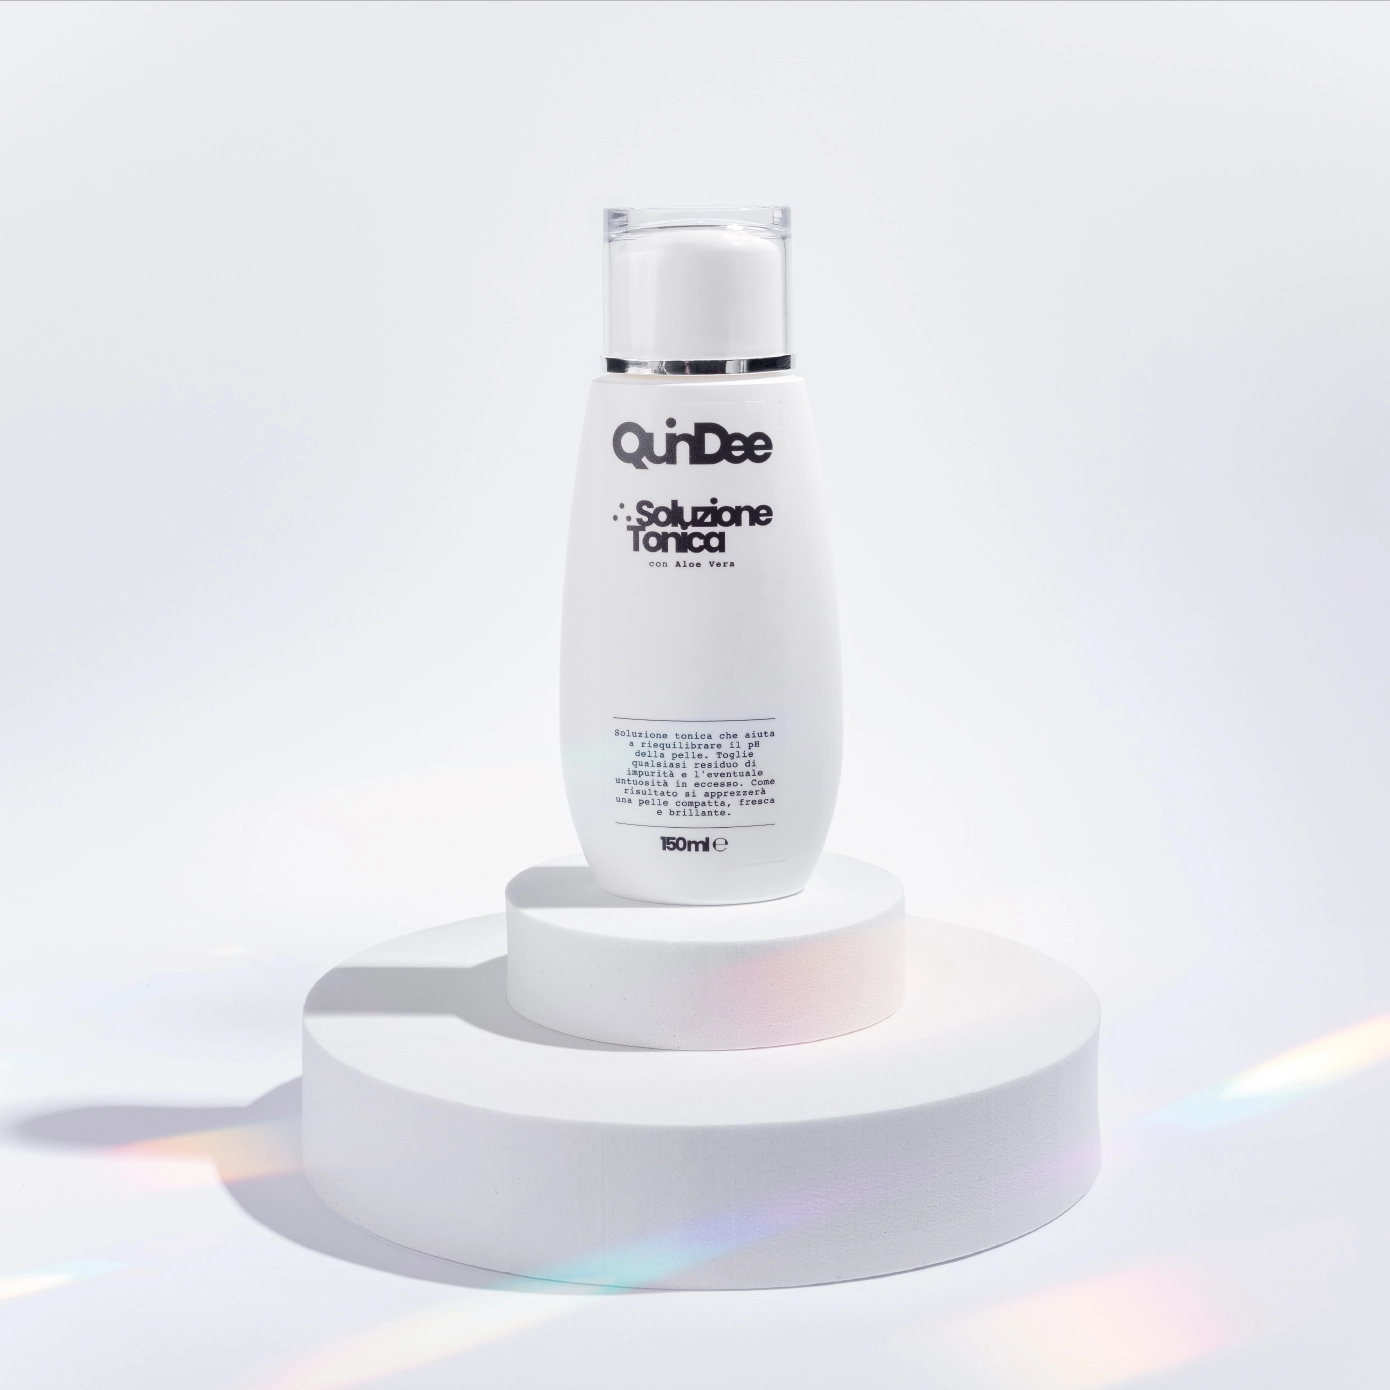 QuinDee
Soluzione
Tonica
con Aloe Vera
Soluzione tonica che aiuta
a riequilibrare il pH
della pelle. Toglie
qualsiasi residuo di
impurità e l'eventuale
untuosità in eccesso. Come
risultato si apprezzerà
una pelle compatta, fresca
e brillante.
150ml ℮